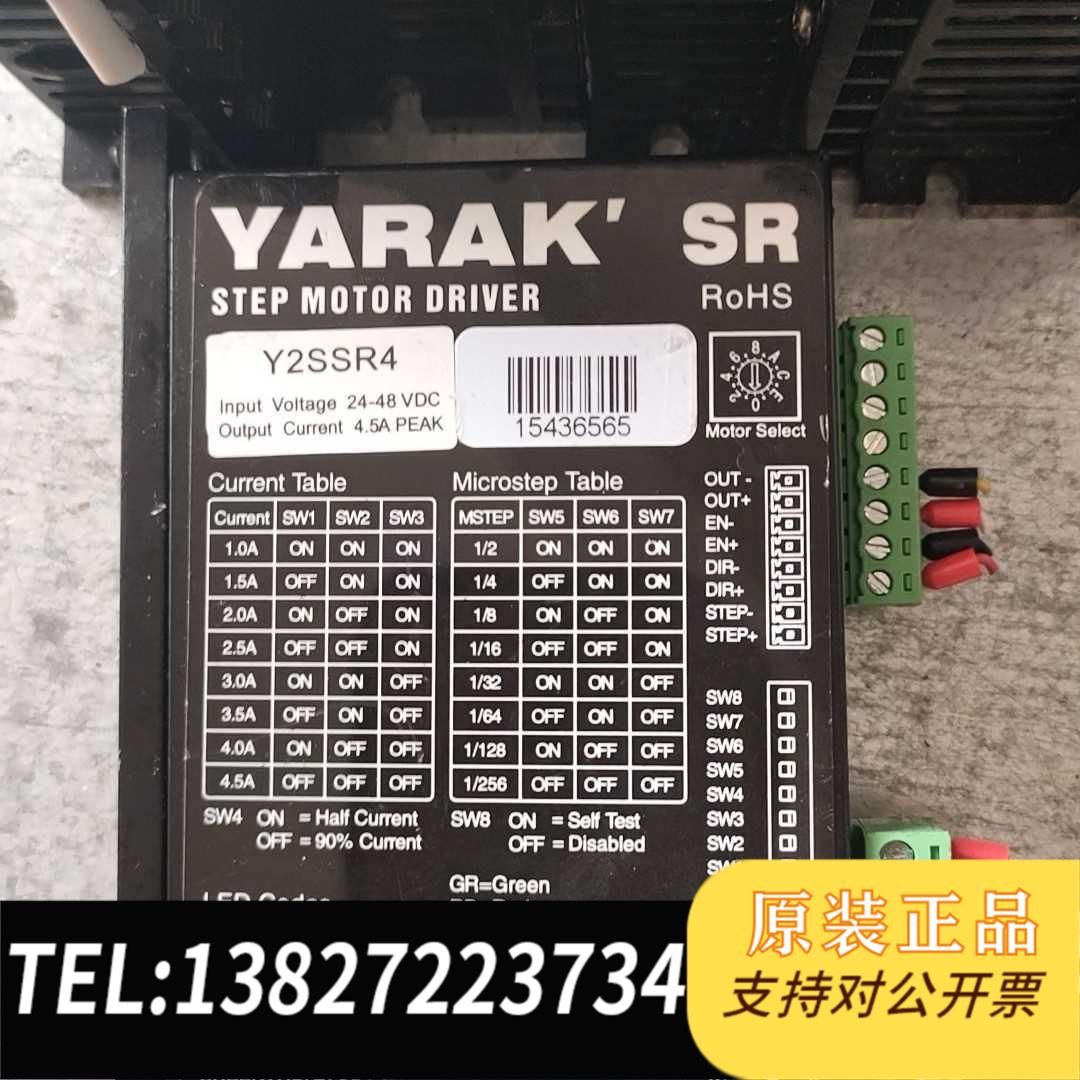 YARAK' SR
STEP MOTOR DRIVER
RoHS
Y2SSR4
Input Voltage 24-48 VDC
Output Current 4.5A PEAK
15436565
0 2 4 6 8 A C E
Motor Select
Current Table
Current SW1 SW2 SW3
1.0A ON ON ON
1.5A OFF ON ON
2.0A ON OFF ON
2.5A OFF OFF ON
3.0A ON ON OFF
3.5A OFF ON OFF
4.0A ON OFF OFF
4.5A OFF OFF OFF
SW4 ON = Half Current
OFF = 90% Current
Microstep Table
MSTEP SW5 SW6 SW7
1/2 ON ON ON
1/4 OFF ON ON
1/8 ON OFF ON
1/16 OFF OFF ON
1/32 ON ON OFF
1/64 OFF ON OFF
1/128 ON OFF OFF
1/256 OFF OFF OFF
SW8 ON = Self Test
OFF = Disabled
GR=Green
OUT -
OUT+
EN-
EN+
DIR-
DIR+
STEP-
STEP+
SW8
SW7
SW6
SW5
SW4
SW3
SW2
TEL:13827223734
原装正品
支持对公开票